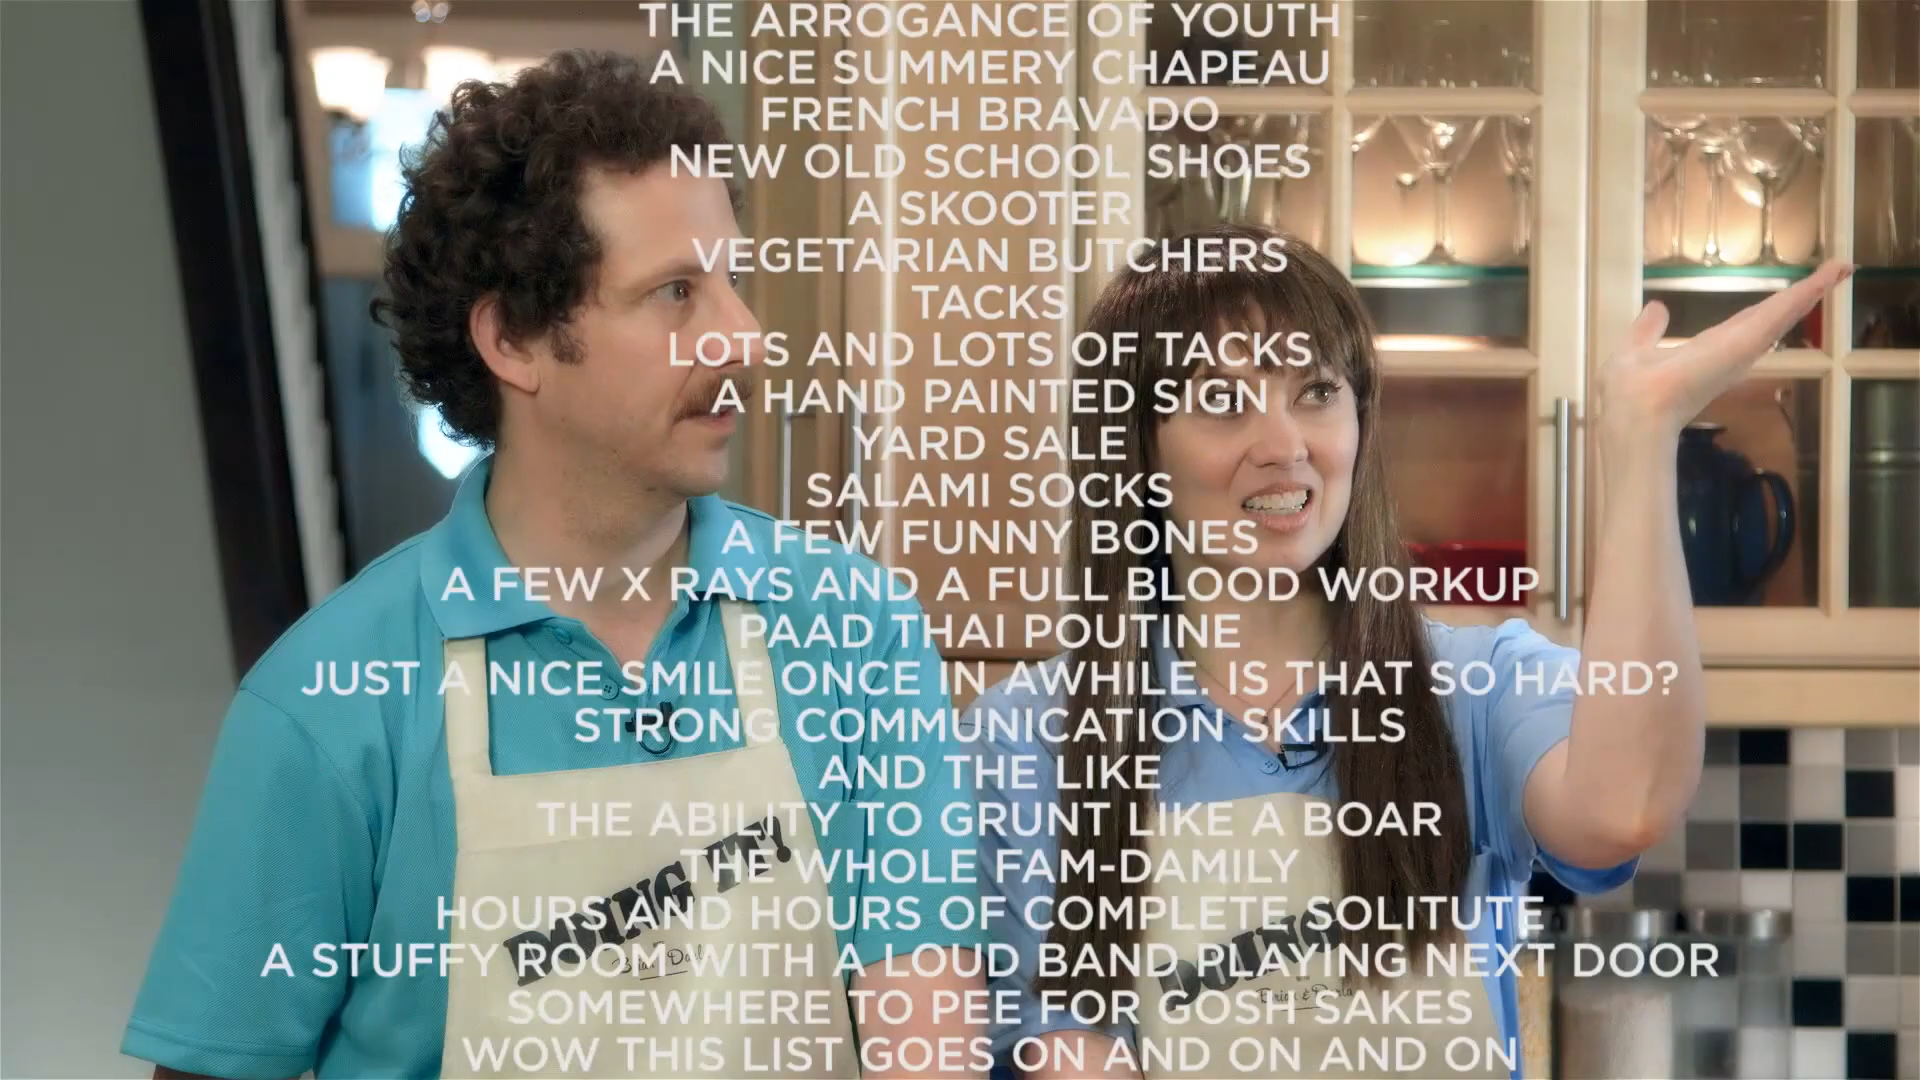 THE ARROGANCE OF YOUTH
A NICE SUMMERY CHAPEAU
FRENCH BRAVADO
NEW OLD SCHOOL SHOES
A SKOOTER
VEGETARIAN BUTCHERS
TACKS
LOTS AND LOTS OF TACKS
A HAND PAINTED SIGN
YARD SALE
SALAMI SOCKS
A FEW FUNNY BONES
A FEW X RAYS AND A FULL BLOOD WORKUP
PAAD THAI POUTINE
JUST A NICE SMILE ONCE IN AWHILE. IS THAT SO HARD?
STRONG COMMUNICATION SKILLS
AND THE LIKE
THE ABILITY TO GRUNT LIKE A BOAR
THE WHOLE FAM-DAMILY
HOURS AND HOURS OF COMPLETE SOLITUTE
A STUFFY ROOM WITH A LOUD BAND PLAYING NEXT DOOR
SOMEWHERE TO PEE FOR GOSH SAKES
WOW THIS LIST GOES ON AND ON AND ON
DOING IT!
DOING
Brian & Darla